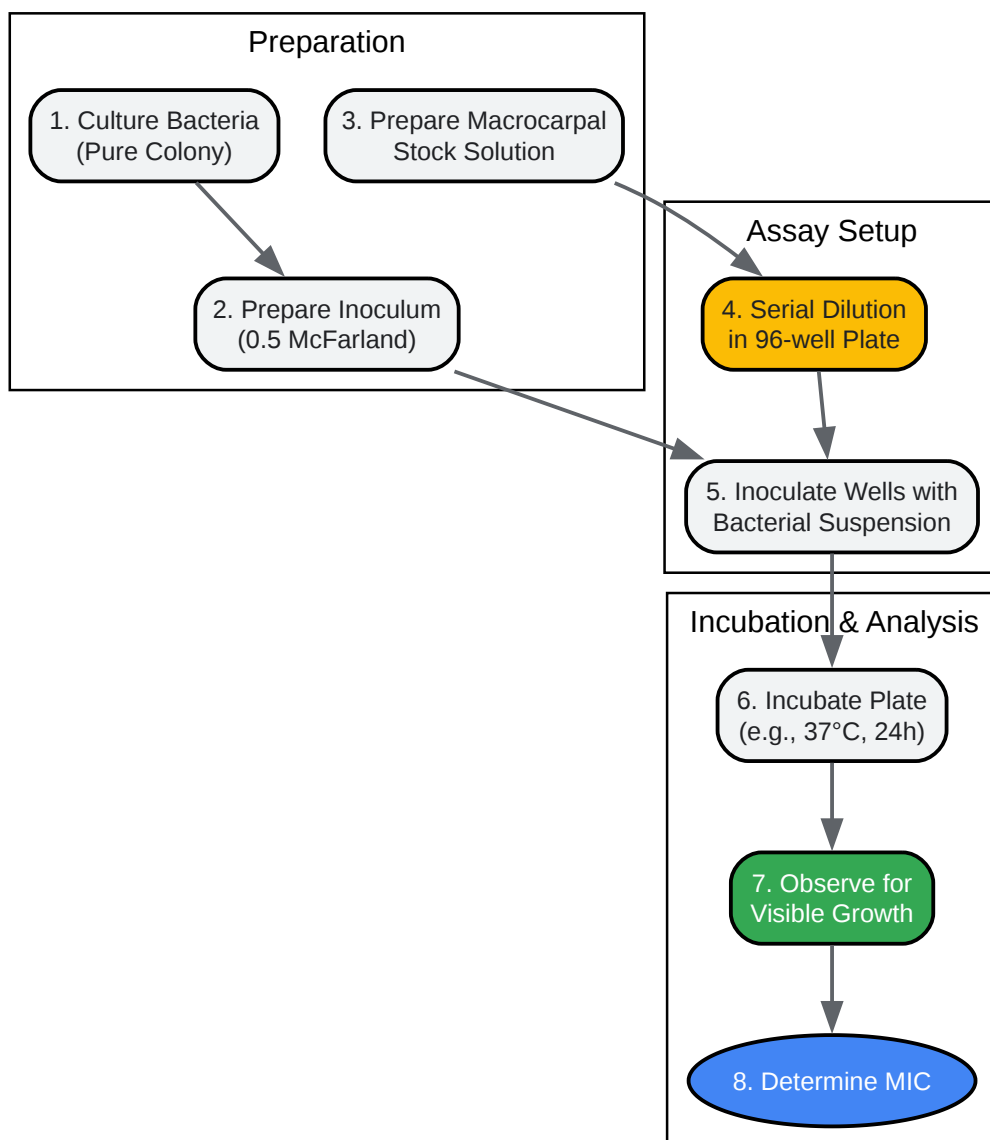 Preparation
1. Culture Bacteria
(Pure Colony)
3. Prepare Macrocarpal
Stock Solution
2. Prepare Inoculum
(0.5 McFarland)
Assay Setup
4. Serial Dilution
in 96-well Plate
5. Inoculate Wells with
Bacterial Suspension
Incubation & Analysis
6. Incubate Plate
(e.g., 37°C, 24h)
7. Observe for
Visible Growth
8. Determine MIC